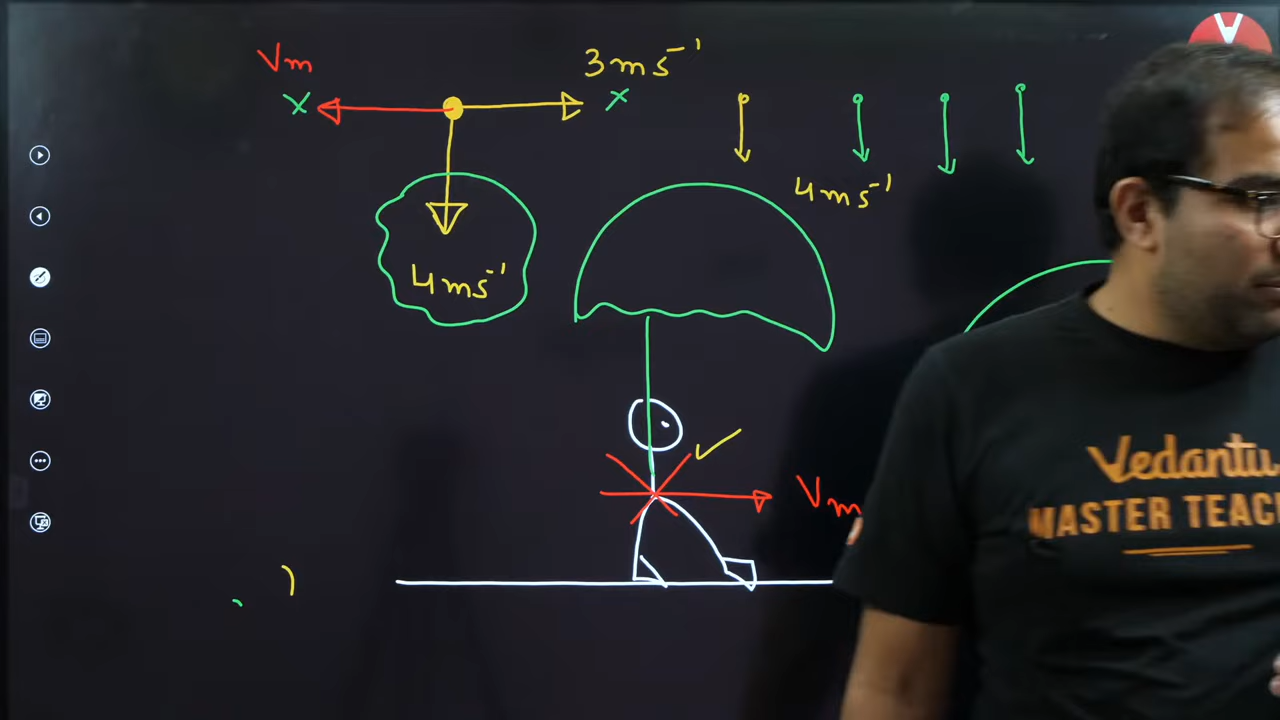 Vm
3ms⁻¹
x
x
4ms⁻¹
4ms⁻¹
Vm
Vedantu
MASTER TEAC